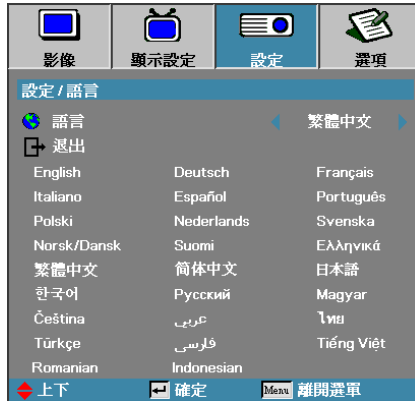 影像 顯示設定 設定 選項
設定 / 語言
語言 繁體中文
退出
English Deutsch Français
Italiano Español Português
Polski Nederlands Svenska
Norsk/Dansk Suomi Ελληνικά
繁體中文 简体中文 日本語
한국어 Русский Magyar
Čeština عربي ไทย
Türkçe فارسی Tiếng Việt
Romanian Indonesian
上下 確定 Menu 離開選單